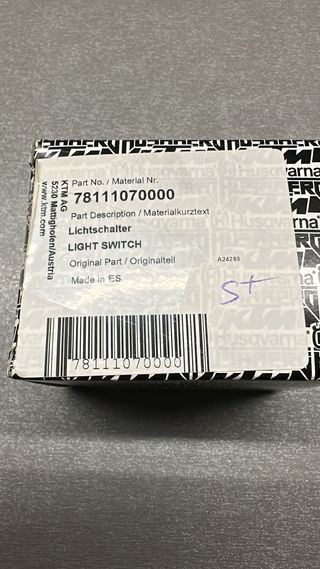 KTM AG
5230 Mattighofen/Austria
www.ktm.com
Part No. / Material Nr.
78111070000
Part Description / Materialkurztext
Lichtschalter
LIGHT SWITCH
Original Part / Originalteil
A24268
Made in ES
S+
78111070000
Husqvarna